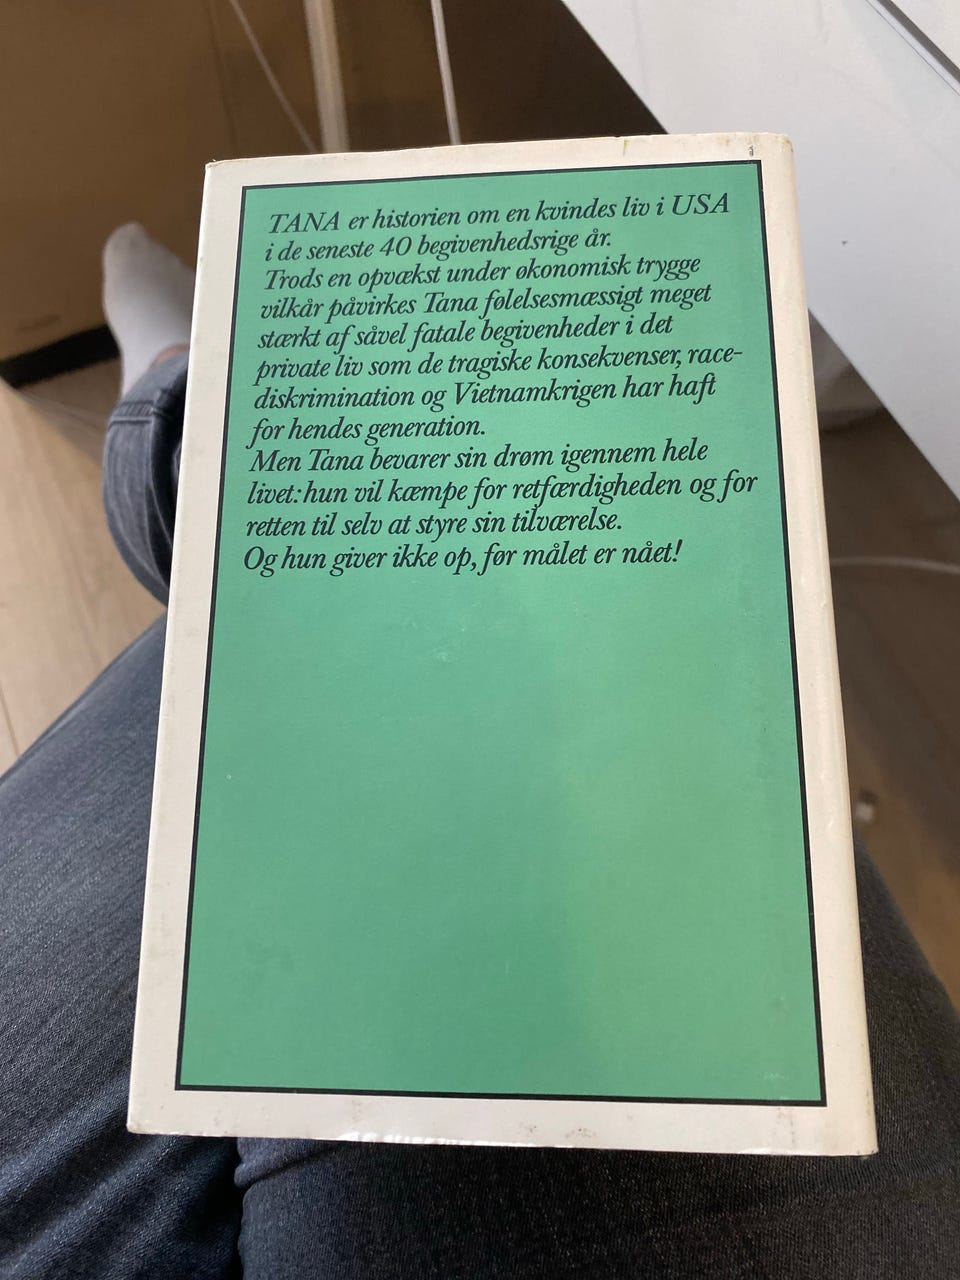 TANA er historien om en kvindes liv i USA
i de seneste 40 begivenhedsrige år.
Trods en opvækst under økonomisk trygge
vilkår påvirkes Tana følelsesmæssigt meget
stærkt af såvel fatale begivenheder i det
private liv som de tragiske konsekvenser, race-
diskrimination og Vietnamkrigen har haft
for hendes generation.
Men Tana bevarer sin drøm igennem hele
livet: hun vil kæmpe for retfærdigheden og for
retten til selv at styre sin tilværelse.
Og hun giver ikke op, før målet er nået!